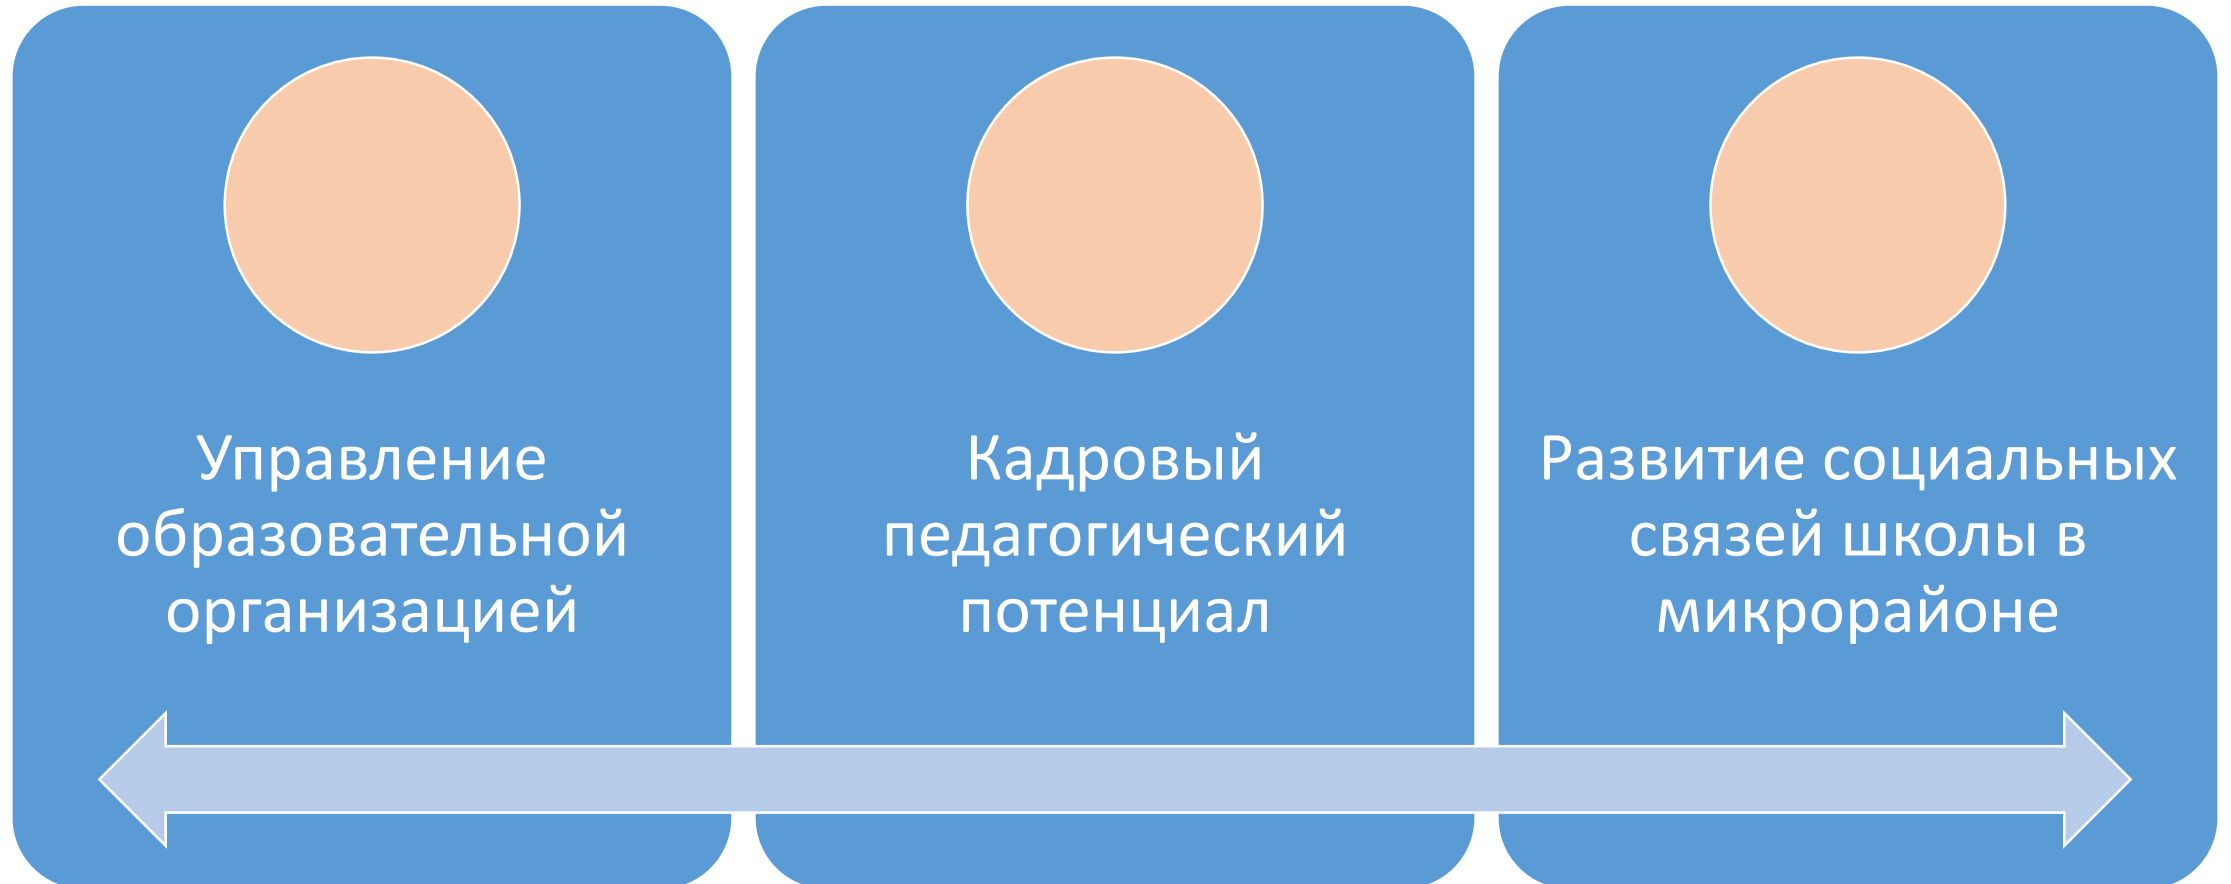 Управление
образовательной
организацией
Кадровый
педагогический
потенциал
Развитие социальных
связей школы в
микрорайоне